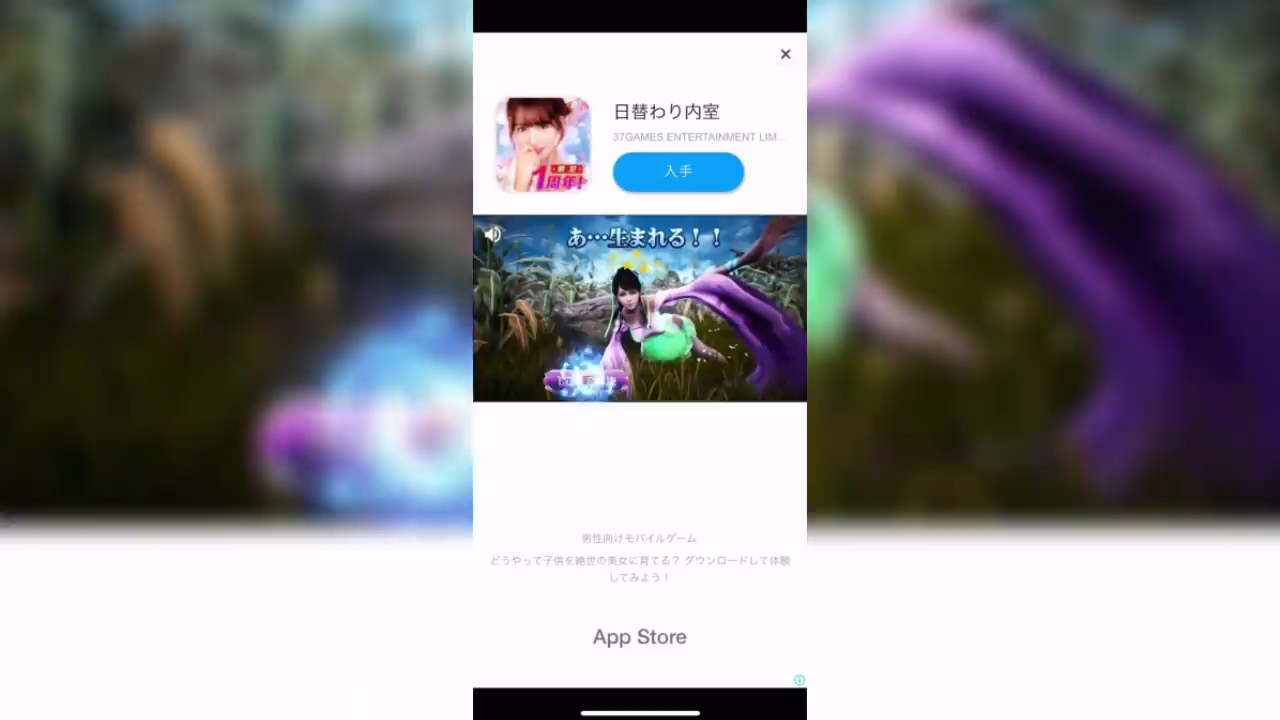 日替わり内室
37GAMES ENTERTAINMENT LIM...
入手
1周年!
あ…生まれる！！
男性向けモバイルゲーム
どうやって子供を絶世の美女に育てる？ ダウンロードして体験
してみよう！
App Store